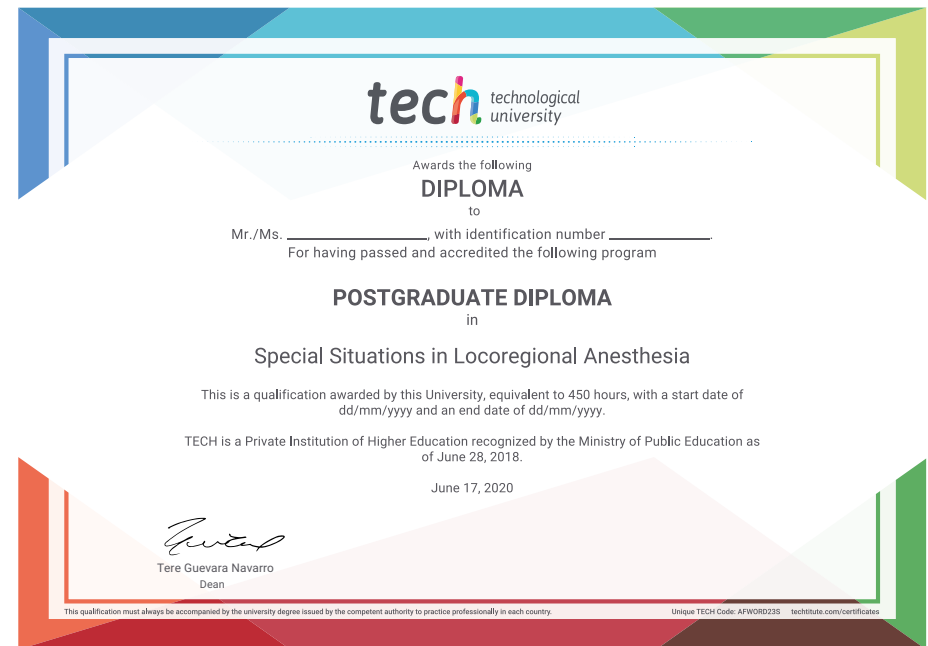 tech technological
university
Awards the following
DIPLOMA
to
Mr./Ms. ____________________, with identification number ______________.
For having passed and accredited the following program
POSTGRADUATE DIPLOMA
in
Special Situations in Locoregional Anesthesia
This is a qualification awarded by this University, equivalent to 450 hours, with a start date of
dd/mm/yyyy and an end date of dd/mm/yyyy.
TECH is a Private Institution of Higher Education recognized by the Ministry of Public Education as
of June 28, 2018.
June 17, 2020
Tere Guevara Navarro
Dean
This qualification must always be accompanied by the university degree issued by the competent authority to practice professionally in each country.
Unique TECH Code: AFWORD23S techtitute.com/certificates